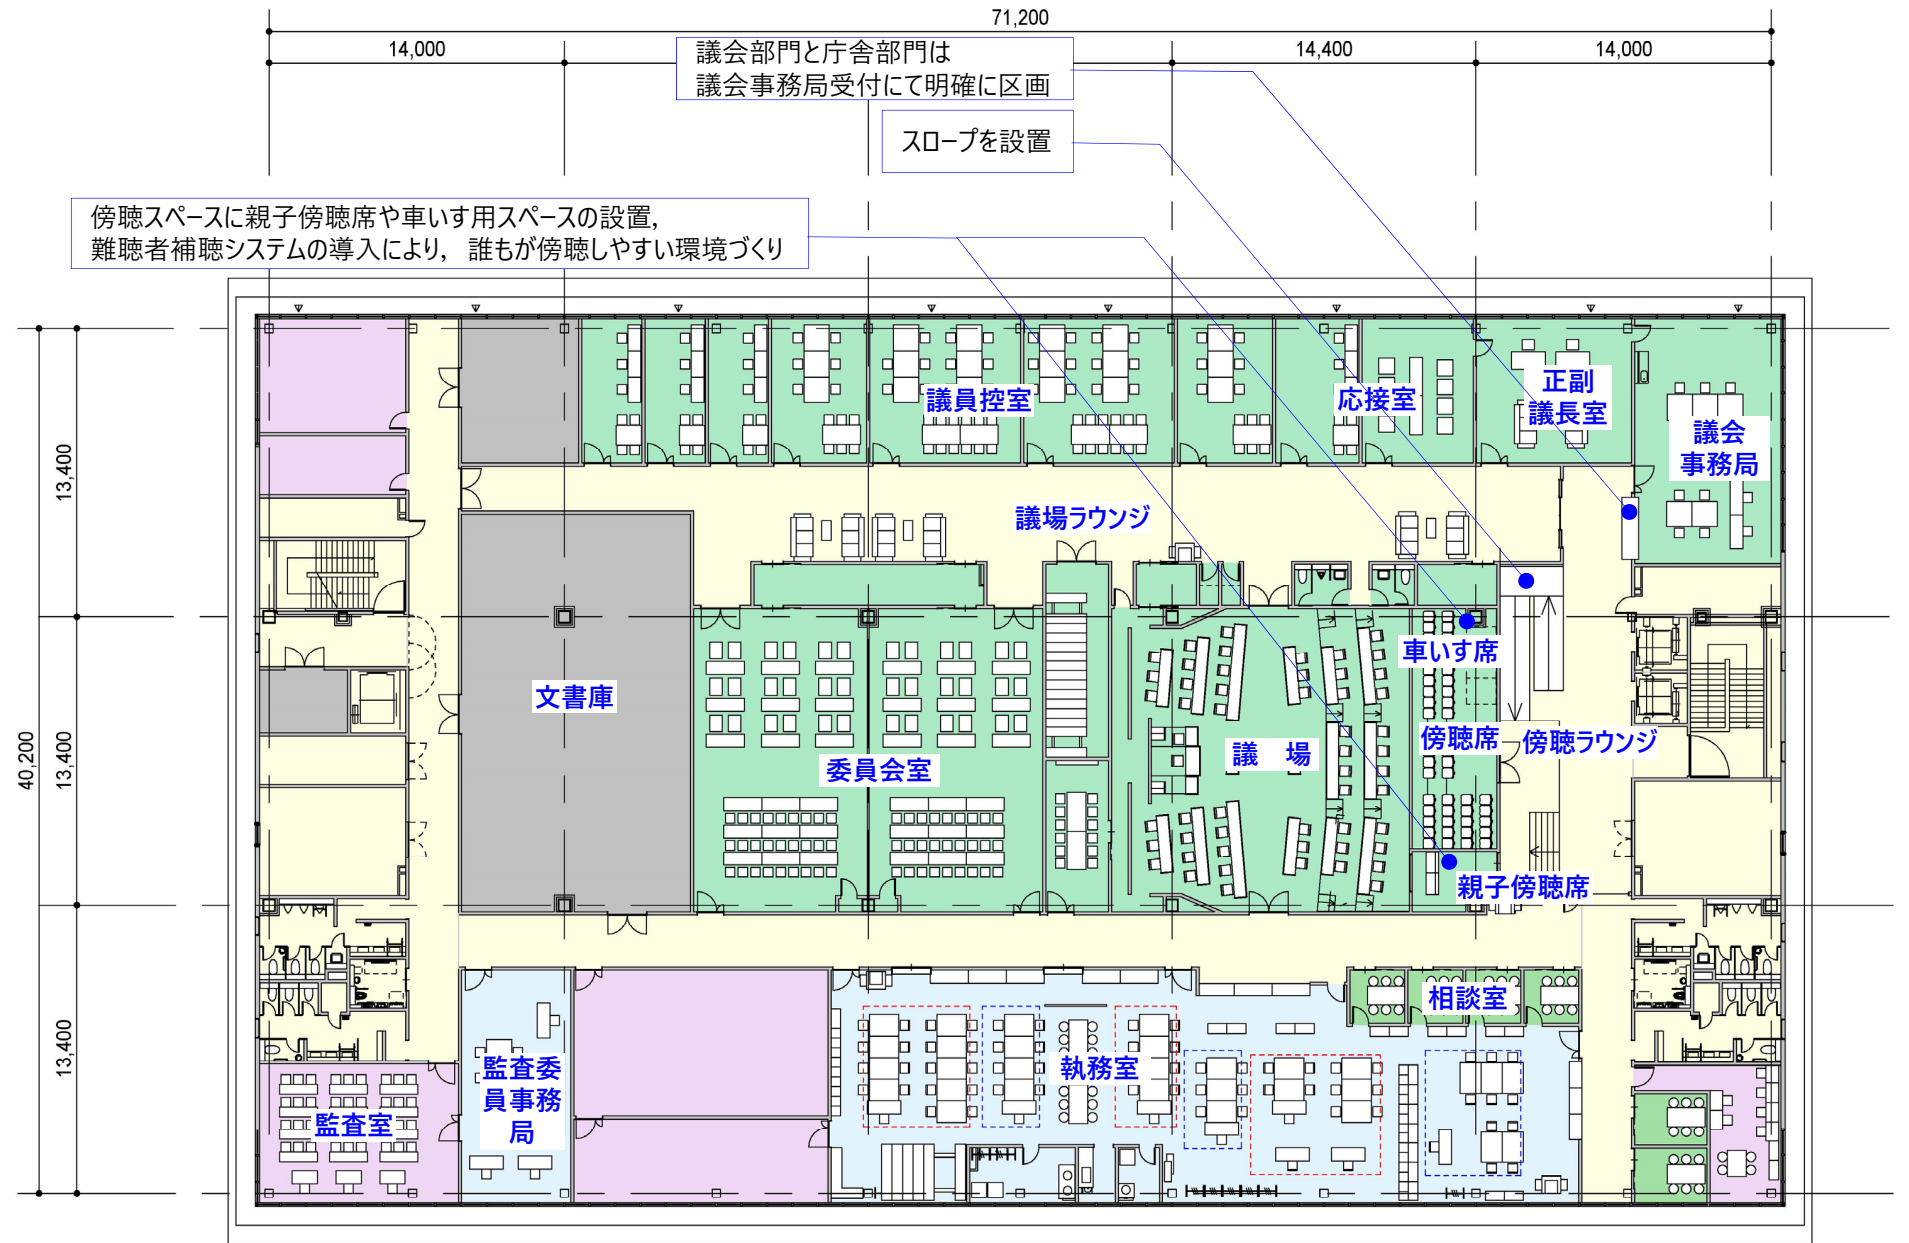 71,200
14,000
14,400
14,000
議会部門と庁舎部門は
議会事務局受付にて明確に区画
スロープを設置
傍聴スペースに親子傍聴席や車いす用スペースの設置,
難聴者補聴システムの導入により, 誰もが傍聴しやすい環境づくり
40,200
13,400
13,400
13,400
議員控室
応接室
正副
議長室
議会
事務局
議場ラウンジ
車いす席
文書庫
委員会室
議 場
傍聴席
傍聴ラウンジ
親子傍聴席
相談室
執務室
監査委
員事務
局
監査室